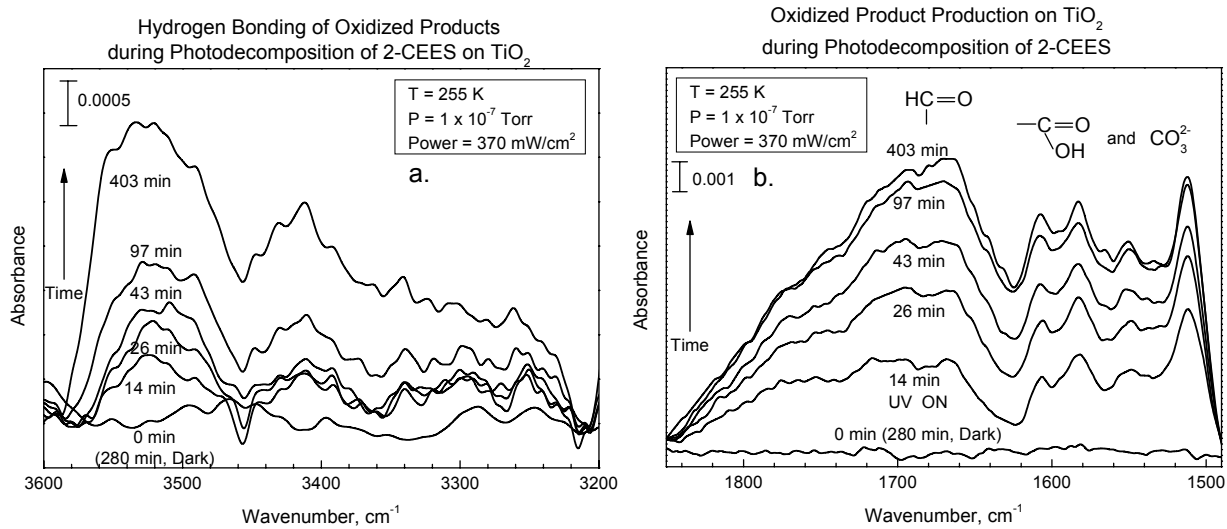 Hydrogen Bonding of Oxidized Products
during Photodecomposition of 2-CEES on TiO₂
0.0005
T = 255 K
P = 1 x 10⁻⁷ Torr
Power = 370 mW/cm²
a.
403 min
97 min
43 min
26 min
14 min
0 min
(280 min, Dark)
Time
Absorbance
3600
3500
3400
3300
3200
Wavenumber, cm⁻¹
Oxidized Product Production on TiO₂
during Photodecomposition of 2-CEES
T = 255 K
P = 1 x 10⁻⁷ Torr
Power = 370 mW/cm²
0.001
b.
HC=O
C=O
OH
and CO₃²⁻
403 min
97 min
43 min
26 min
14 min
UV ON
0 min (280 min, Dark)
Time
Absorbance
1800
1700
1600
1500
Wavenumber, cm⁻¹